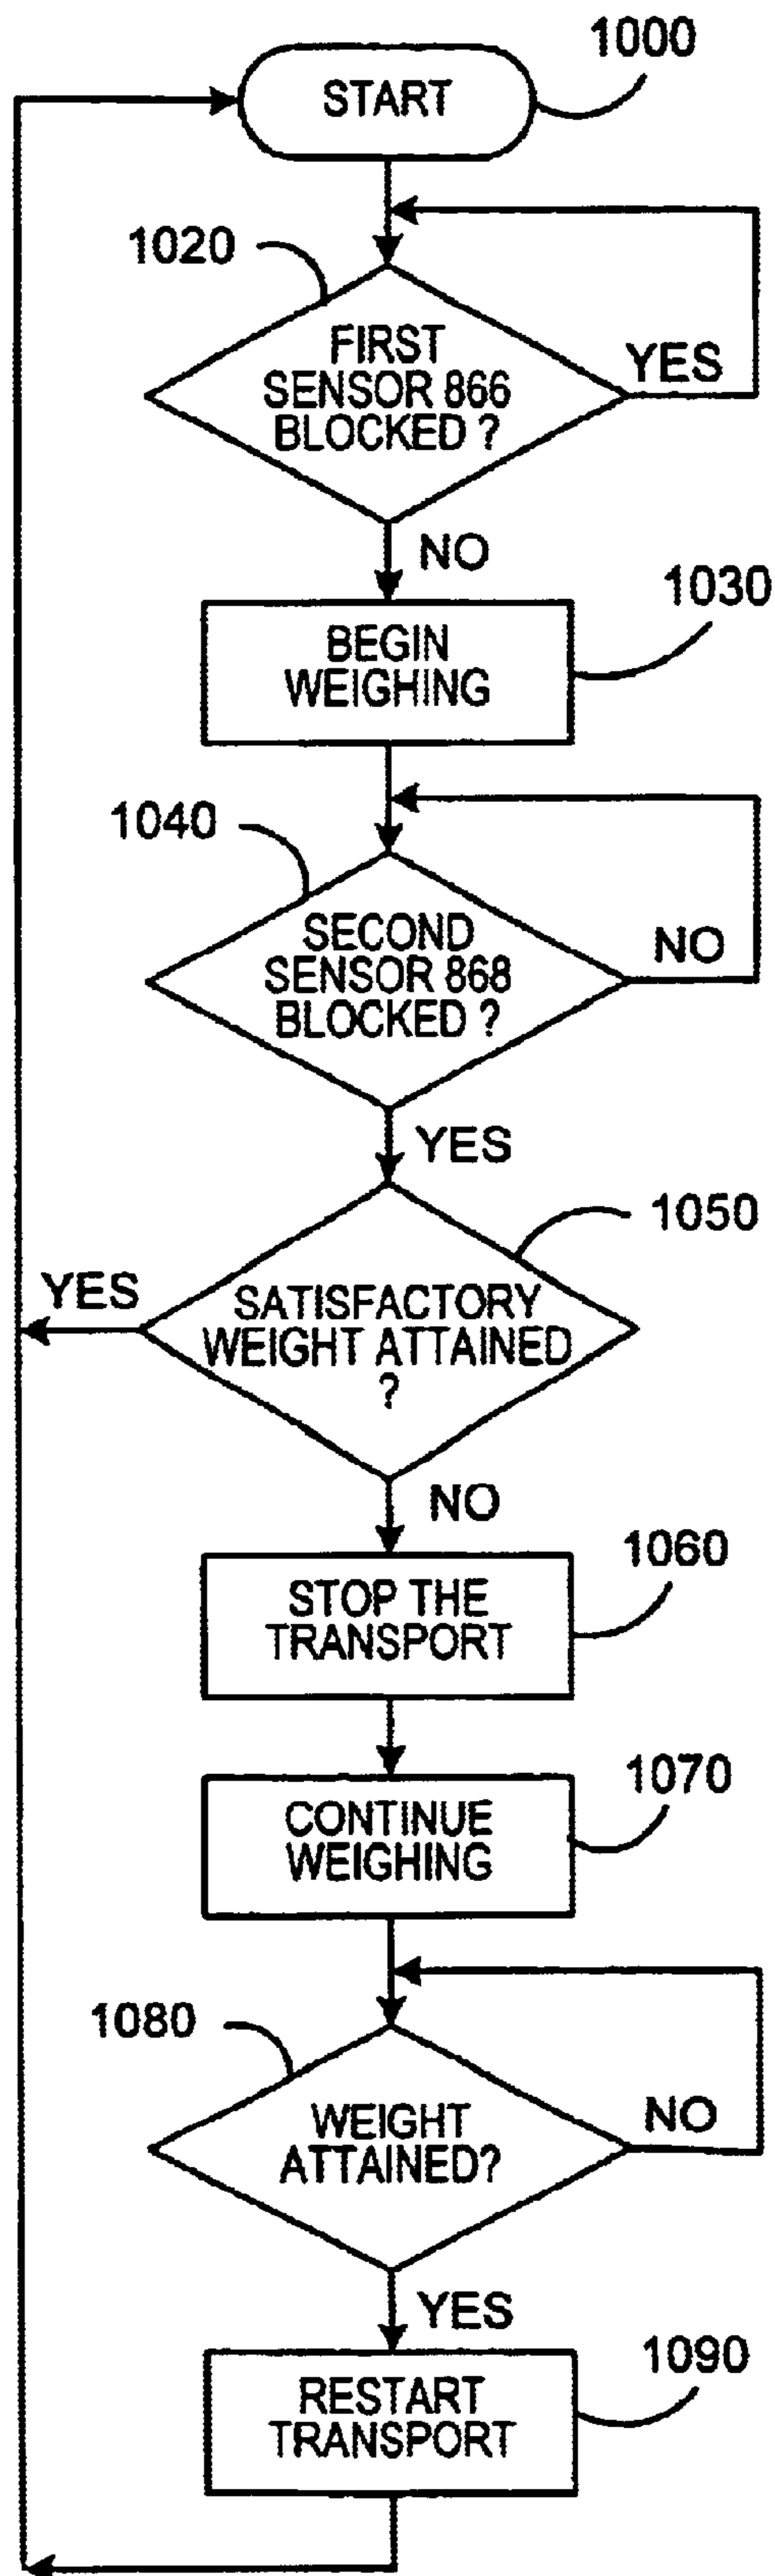 1000
START
1020
FIRST
SENSOR 866
BLOCKED ?
YES
NO
1030
BEGIN
WEIGHING
1040
SECOND
SENSOR 868
BLOCKED ?
NO
YES
1050
YES
SATISFACTORY
WEIGHT ATTAINED
?
NO
1060
STOP THE
TRANSPORT
1070
CONTINUE
WEIGHING
1080
WEIGHT
ATTAINED?
NO
YES
1090
RESTART
TRANSPORT